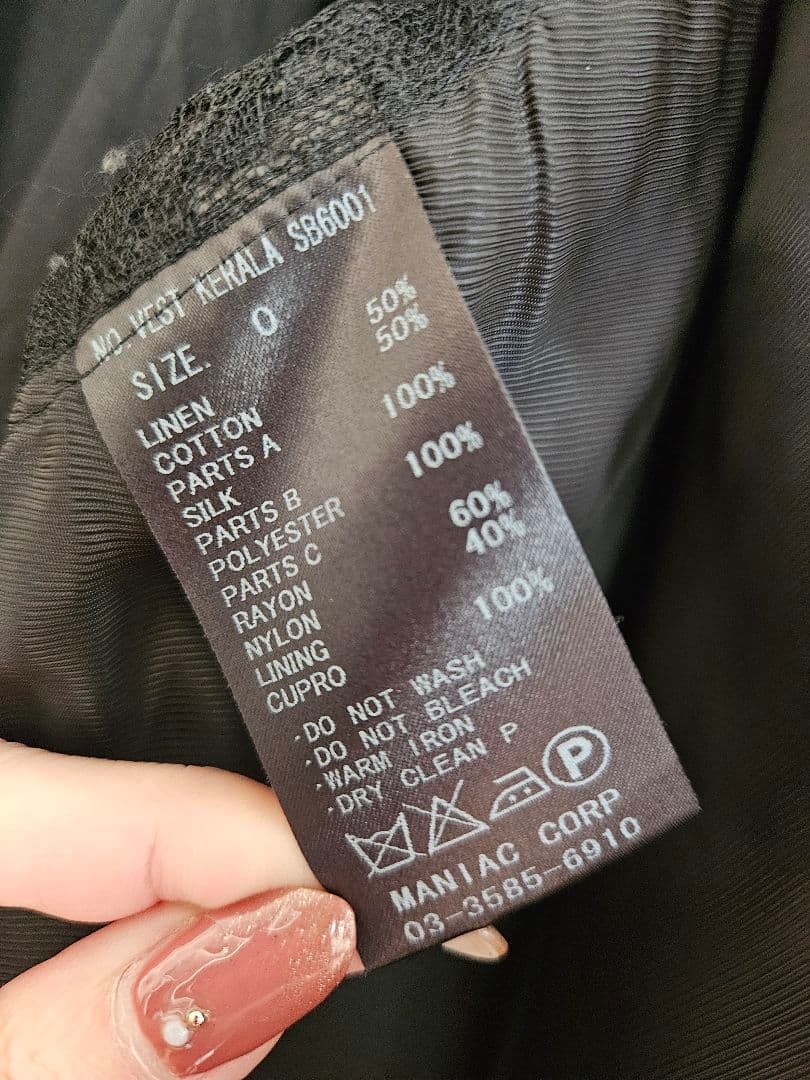 NO.VEST KERALA SB6001
SIZE. 0
LINEN 50%
COTTON 50%
PARTS A
SILK 100%
PARTS B
POLYESTER 100%
PARTS C
RAYON 60%
NYLON 40%
LINING
CUPRO 100%
·DO NOT WASH
·DO NOT BLEACH
·WARM IRON
·DRY CLEAN P
P
MANIAC CORP
03-3585-6910